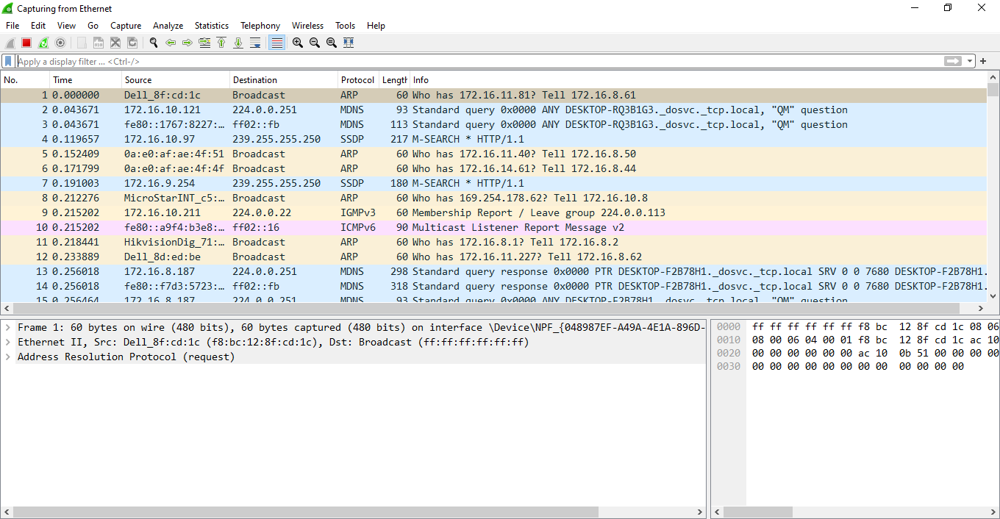 Capturing from Ethernet
File Edit View Go Capture Analyze Statistics Telephony Wireless Tools Help
Apply a display filter ... <Ctrl-/>
No. Time Source Destination Protocol Length Info
1 0.000000 Dell_8f:cd:1c Broadcast ARP 60 Who has 172.16.11.81? Tell 172.16.8.61
2 0.043671 172.16.10.121 224.0.0.251 MDNS 93 Standard query 0x0000 ANY DESKTOP-RQ3B1G3._dosvc._tcp.local, "QM" question
3 0.043671 fe80::1767:8227:… ff02::fb MDNS 113 Standard query 0x0000 ANY DESKTOP-RQ3B1G3._dosvc._tcp.local, "QM" question
4 0.119657 172.16.10.97 239.255.255.250 SSDP 217 M-SEARCH * HTTP/1.1
5 0.152409 0a:e0:af:ae:4f:51 Broadcast ARP 60 Who has 172.16.11.40? Tell 172.16.8.50
6 0.171799 0a:e0:af:ae:4f:4f Broadcast ARP 60 Who has 172.16.14.61? Tell 172.16.8.44
7 0.191003 172.16.9.254 239.255.255.250 SSDP 180 M-SEARCH * HTTP/1.1
8 0.212276 MicroStarINT_c5:… Broadcast ARP 60 Who has 169.254.178.62? Tell 172.16.10.8
9 0.215202 172.16.10.211 224.0.0.22 IGMPv3 60 Membership Report / Leave group 224.0.0.113
10 0.215202 fe80::a9f4:b3e8:… ff02::16 ICMPv6 90 Multicast Listener Report Message v2
11 0.218441 HikvisionDig_71:… Broadcast ARP 60 Who has 172.16.8.1? Tell 172.16.8.2
12 0.233889 Dell_8d:ed:be Broadcast ARP 60 Who has 172.16.11.227? Tell 172.16.8.62
13 0.256018 172.16.8.187 224.0.0.251 MDNS 298 Standard query response 0x0000 PTR DESKTOP-F2B78H1._dosvc._tcp.local SRV 0 0 7680 DESKTOP-F2B78H1.
14 0.256018 fe80::f7d3:5723:… ff02::fb MDNS 318 Standard query response 0x0000 PTR DESKTOP-F2B78H1._dosvc._tcp.local SRV 0 0 7680 DESKTOP-F2B78H1.
15 0.256464 172.16.8.187 224.0.0.251 MDNS 93 Standard query 0x0000 ANY DESKTOP-F2B78H1._dosvc._tcp.local, "QM" question
Frame 1: 60 bytes on wire (480 bits), 60 bytes captured (480 bits) on interface \Device\NPF_{048987EF-A49A-4E1A-896D-
Ethernet II, Src: Dell_8f:cd:1c (f8:bc:12:8f:cd:1c), Dst: Broadcast (ff:ff:ff:ff:ff:ff)
Address Resolution Protocol (request)
0000 ff ff ff ff ff ff f8 bc 12 8f cd 1c 08 06
0010 08 00 06 04 00 01 f8 bc 12 8f cd 1c ac 10
0020 00 00 00 00 00 00 ac 10 0b 51 00 00 00 00
0030 00 00 00 00 00 00 00 00 00 00 00 00